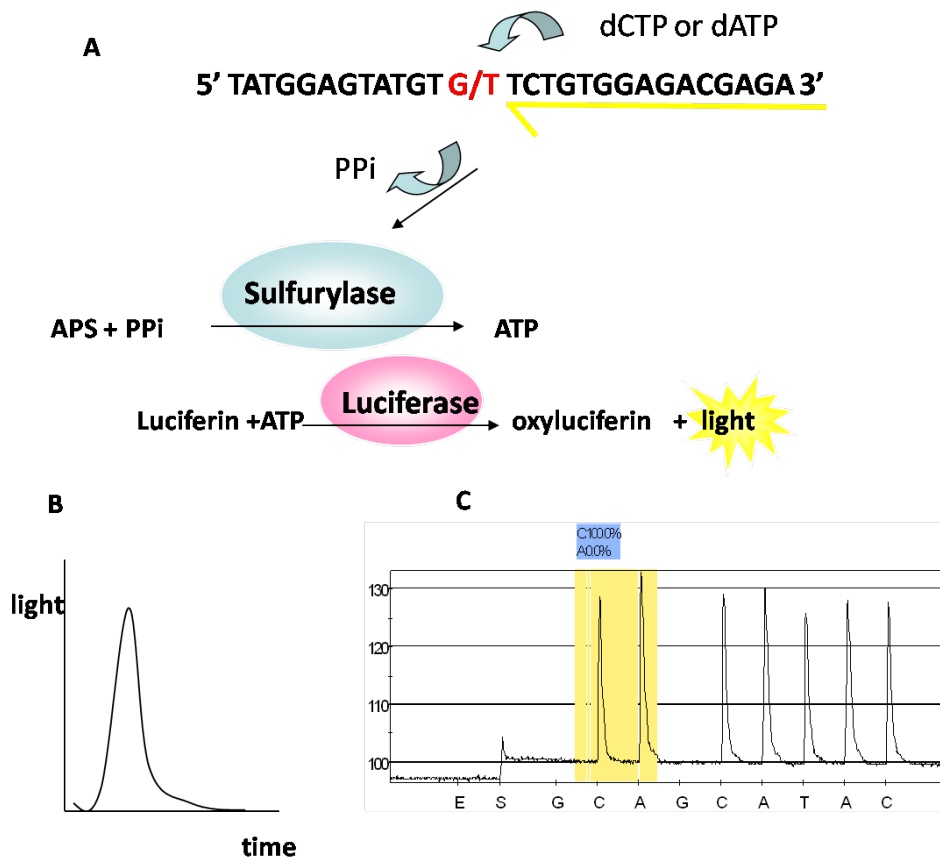 A
dCTP or dATP
5’ TATGGAGTATGT G/T TCTGTGGAGACGAGA 3’
PPi
Sulfurylase
APS + PPi
ATP
Luciferase
Luciferin +ATP
oxyluciferin + light
B
C
C100.0%
A0.0%
light
130
120
110
100
E S G C A G C A T A C
time